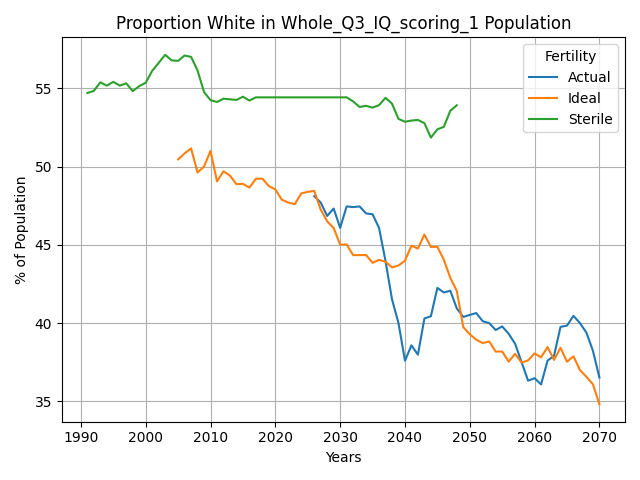 Proportion White in Whole_Q3_IQ_scoring_1 Population
Fertility
Actual
Ideal
Sterile
% of Population
55
50
45
40
35
1990 2000 2010 2020 2030 2040 2050 2060 2070
Years